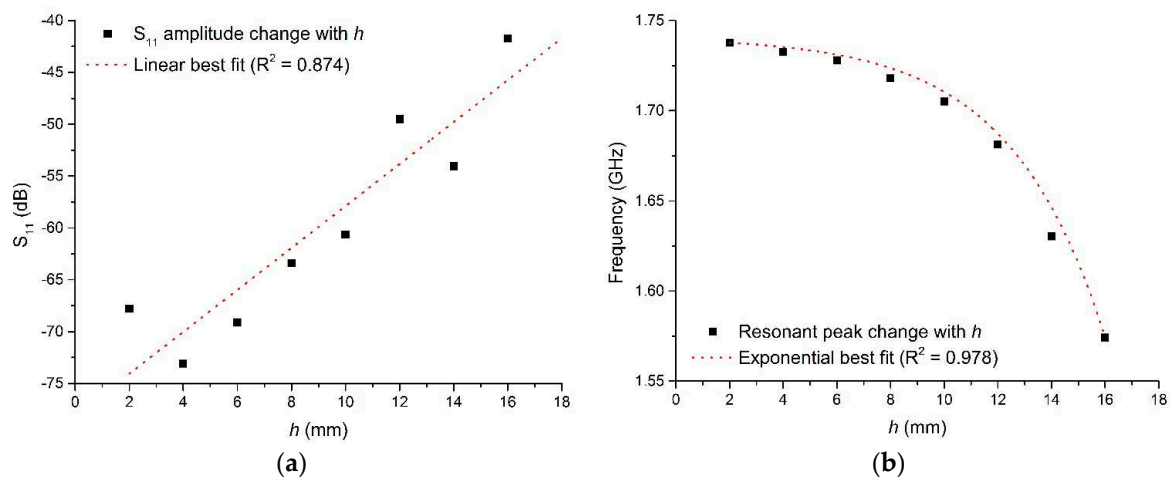 -40
-45
-50
-55
-60
-65
-70
-75
S₁₁ (dB)
S₁₁ amplitude change with h
Linear best fit (R² = 0.874)
0 2 4 6 8 10 12 14 16 18
h (mm)
(a)
1.75
1.70
1.65
1.60
1.55
Frequency (GHz)
Resonant peak change with h
Exponential best fit (R² = 0.978)
0 2 4 6 8 10 12 14 16 18
h (mm)
(b)